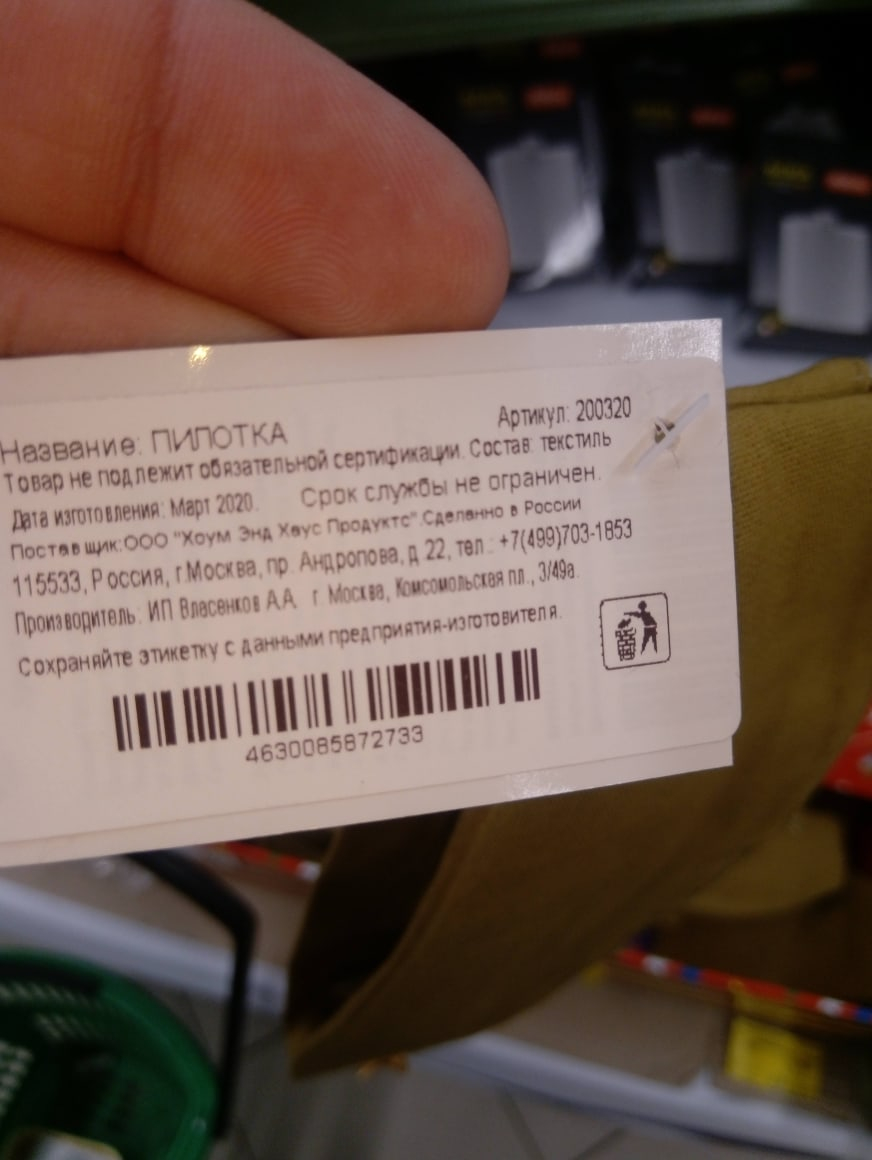 Название: ПИЛОТКА
Артикул: 200320
Товар не подлежит обязательной сертификации. Состав: текстиль
Дата изготовления: Март 2020. Срок службы не ограничен.
Поставщик:ООО "Хоум Энд Хаус Продуктс".Сделанно в России
115533, Россия, г.Москва, пр. Андропова, д 22, тел.: +7(499)703-1853
Производитель: ИП Власенков А.А. г. Москва, Комсомольская пл., 3/49а.
Сохраняйте этикетку с данными предприятия-изготовителя.
4630085872733